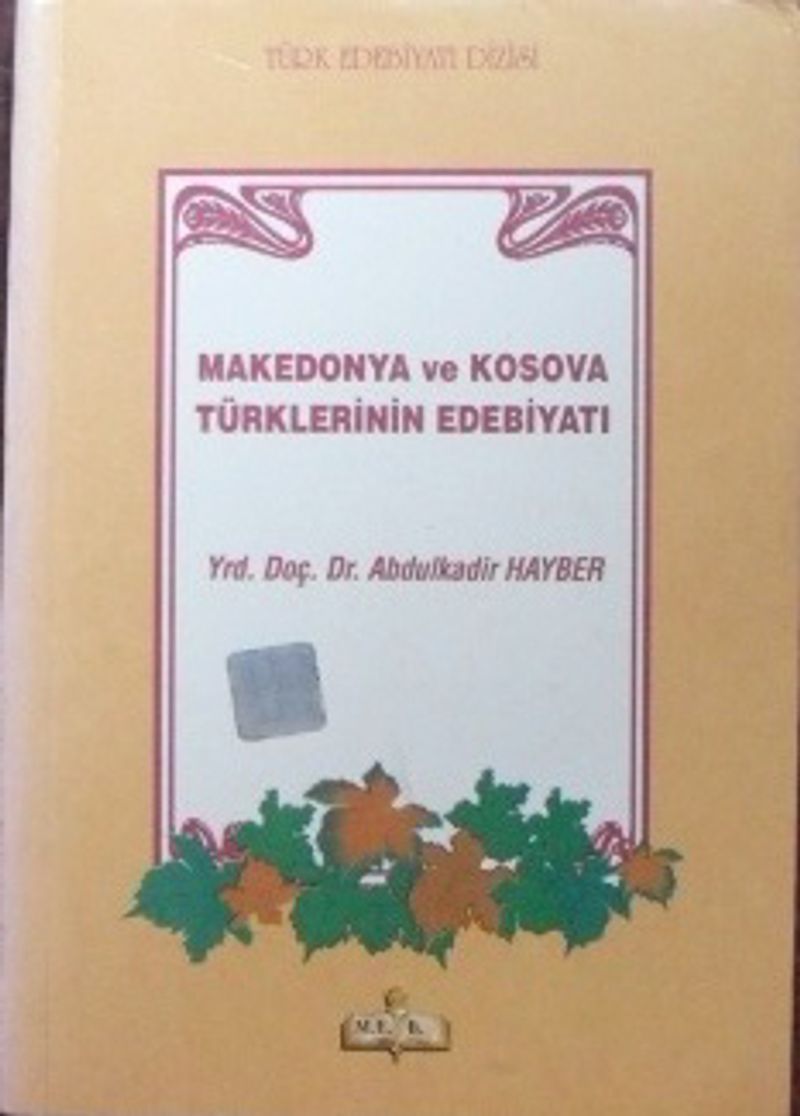 TÜRK EDEBİYATI DİZİSİ
MAKEDONYA ve KOSOVA
TÜRKLERİNİN EDEBİYATI
Yrd. Doç. Dr. Abdulkadir HAYBER
M.E. B.